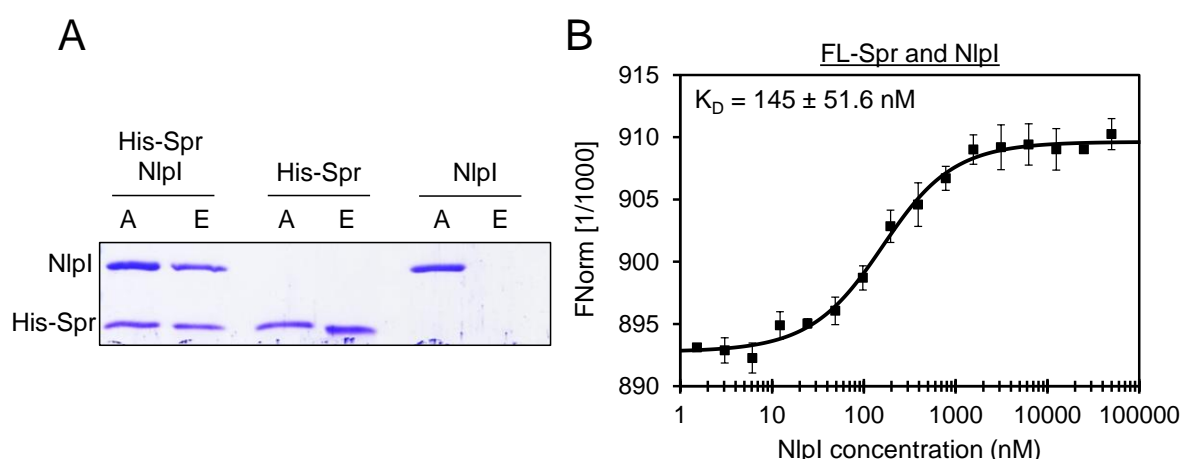 A
His-Spr
NlpI
His-Spr
NlpI
A E A E A E
NlpI
His-Spr
B
FL-Spr and NlpI
K_D = 145 ± 51.6 nM
FNorm [1/1000]
915
910
905
900
895
890
1 10 100 1000 10000 100000
NlpI concentration (nM)